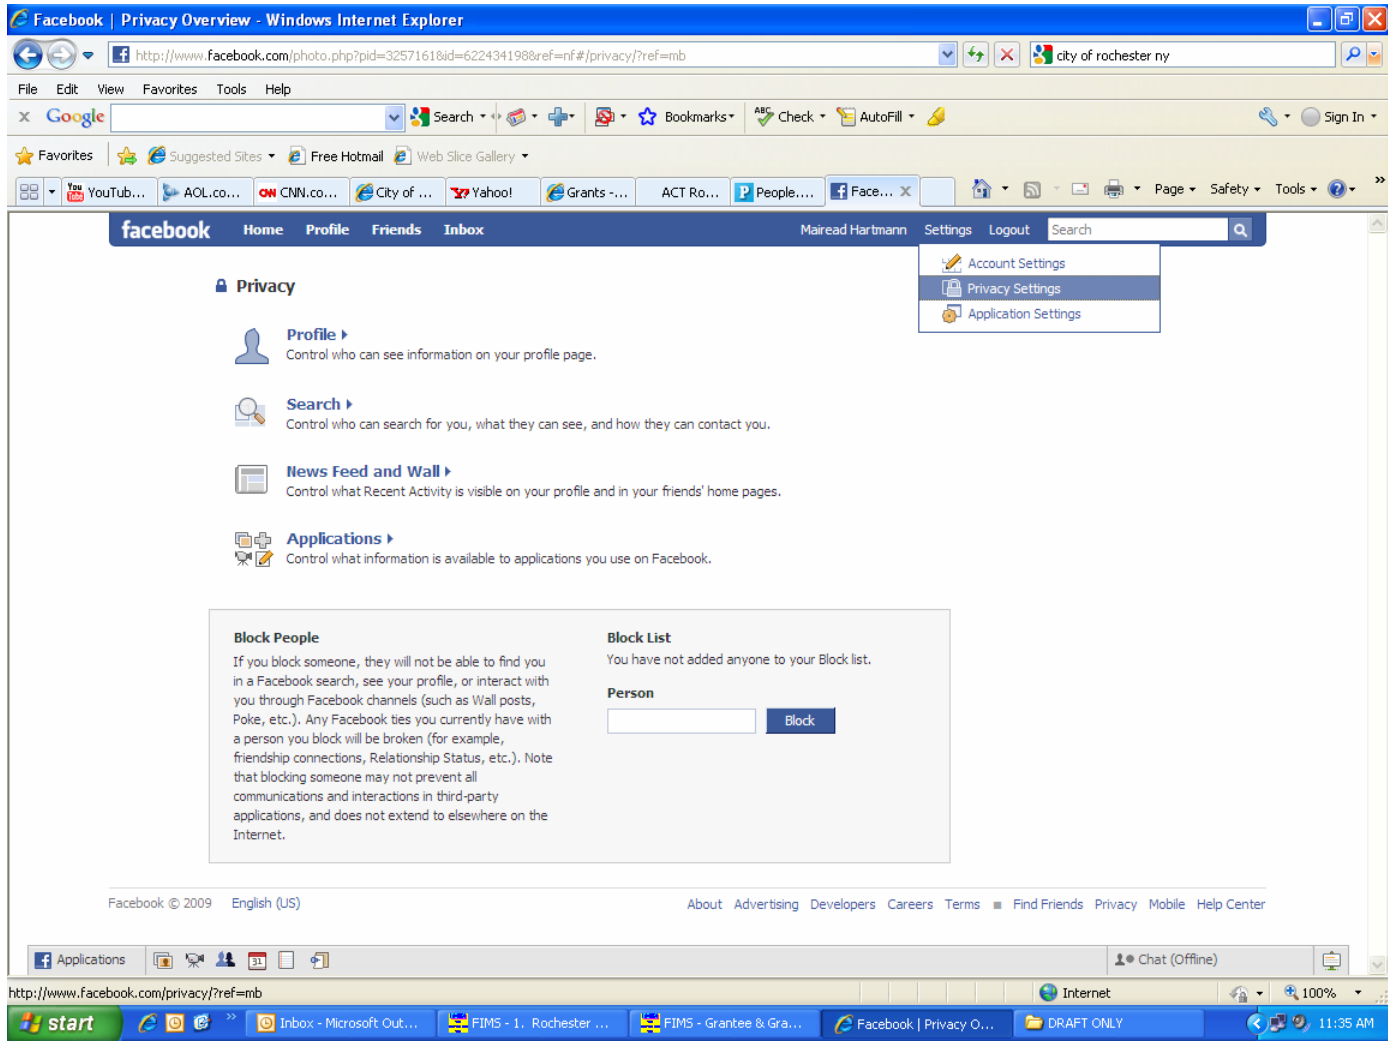 Facebook | Privacy Overview - Windows Internet Explorer
http://www.facebook.com/photo.php?pid=3257161&id=622434198&ref=nf#/privacy/?ref=mb
city of rochester ny
File Edit View Favorites Tools Help
x Google Search Bookmarks ABC Check AutoFill Sign In
Favorites Suggested Sites Free Hotmail Web Slice Gallery
You Tube YouTub... AOL.co... CNN CNN.co... City of ... Y? Yahoo! Grants -... ACT Ro... P People.... Face... X Page Safety Tools »
facebook Home Profile Friends Inbox Mairead Hartmann Settings Logout Search
Account Settings
Privacy Settings
Application Settings
Privacy
Profile
Control who can see information on your profile page.
Search
Control who can search for you, what they can see, and how they can contact you.
News Feed and Wall
Control what Recent Activity is visible on your profile and in your friends' home pages.
Applications
Control what information is available to applications you use on Facebook.
Block People
If you block someone, they will not be able to find you
in a Facebook search, see your profile, or interact with
you through Facebook channels (such as Wall posts,
Poke, etc.). Any Facebook ties you currently have with
a person you block will be broken (for example,
friendship connections, Relationship Status, etc.). Note
that blocking someone may not prevent all
communications and interactions in third-party
applications, and does not extend to elsewhere on the
Internet.
Block List
You have not added anyone to your Block list.
Person
Block
Facebook © 2009 English (US) About Advertising Developers Careers Terms Find Friends Privacy Mobile Help Center
Applications 31 Chat (Offline)
http://www.facebook.com/privacy/?ref=mb Internet 100%
start » Inbox - Microsoft Out... FIMS - 1. Rochester ... FIMS - Grantee & Gra... Facebook | Privacy O... DRAFT ONLY 11:35 AM